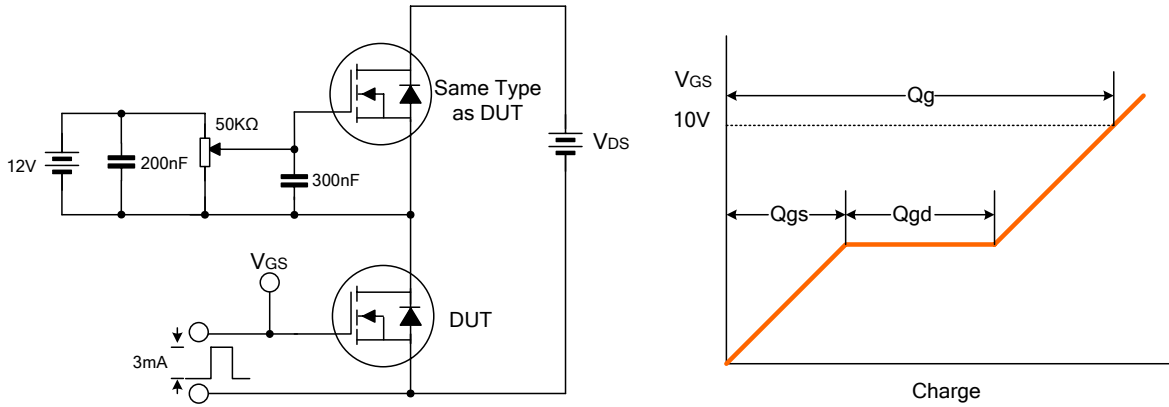 Same Type
as DUT
12V
200nF
50KΩ
300nF
VDS
VGS
DUT
3mA
VGS
10V
Qg
Qgs
Qgd
Charge